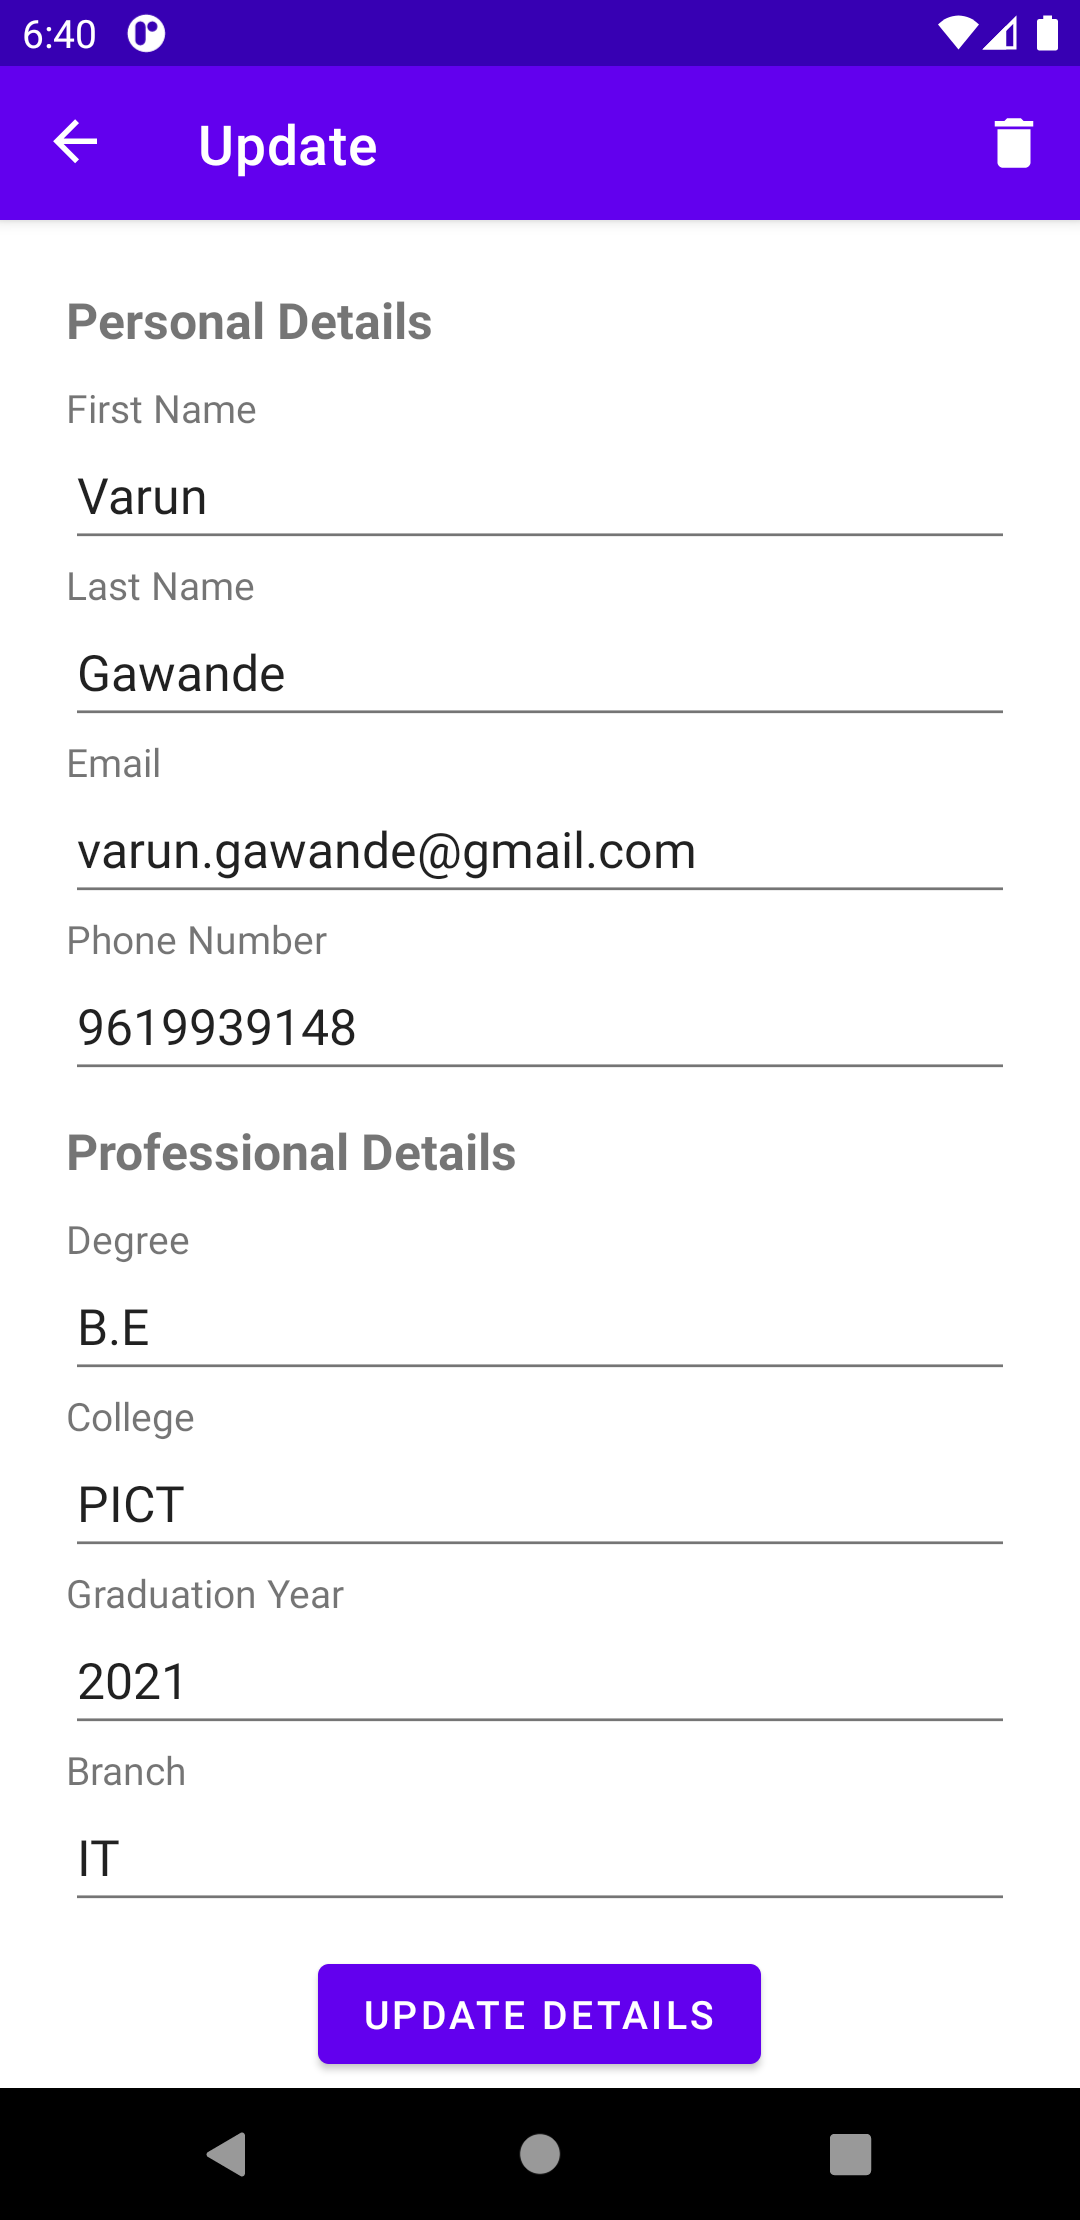 6:40
Update
Personal Details
First Name
Varun
Last Name
Gawande
Email
varun.gawande@gmail.com
Phone Number
9619939148
Professional Details
Degree
B.E
College
PICT
Graduation Year
2021
Branch
IT
UPDATE DETAILS